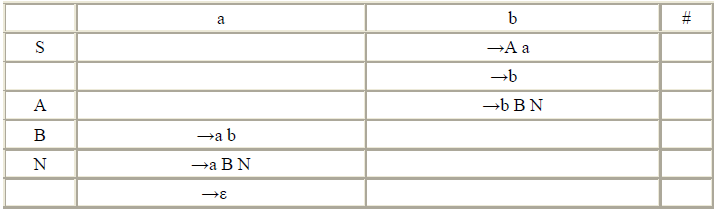 a b #
S →A a
→b
A →b B N
B →a b
N →a B N
→ε